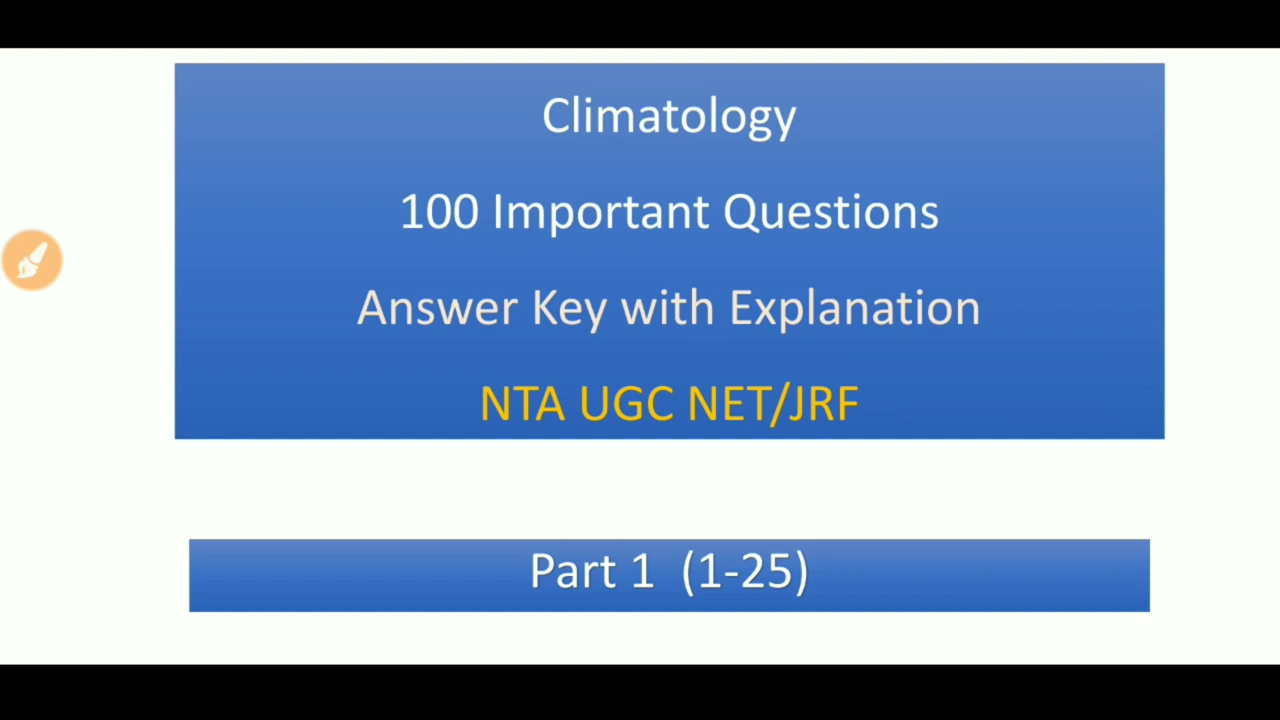 Climatology
100 Important Questions
Answer Key with Explanation
NTA UGC NET/JRF
Part 1 (1-25)